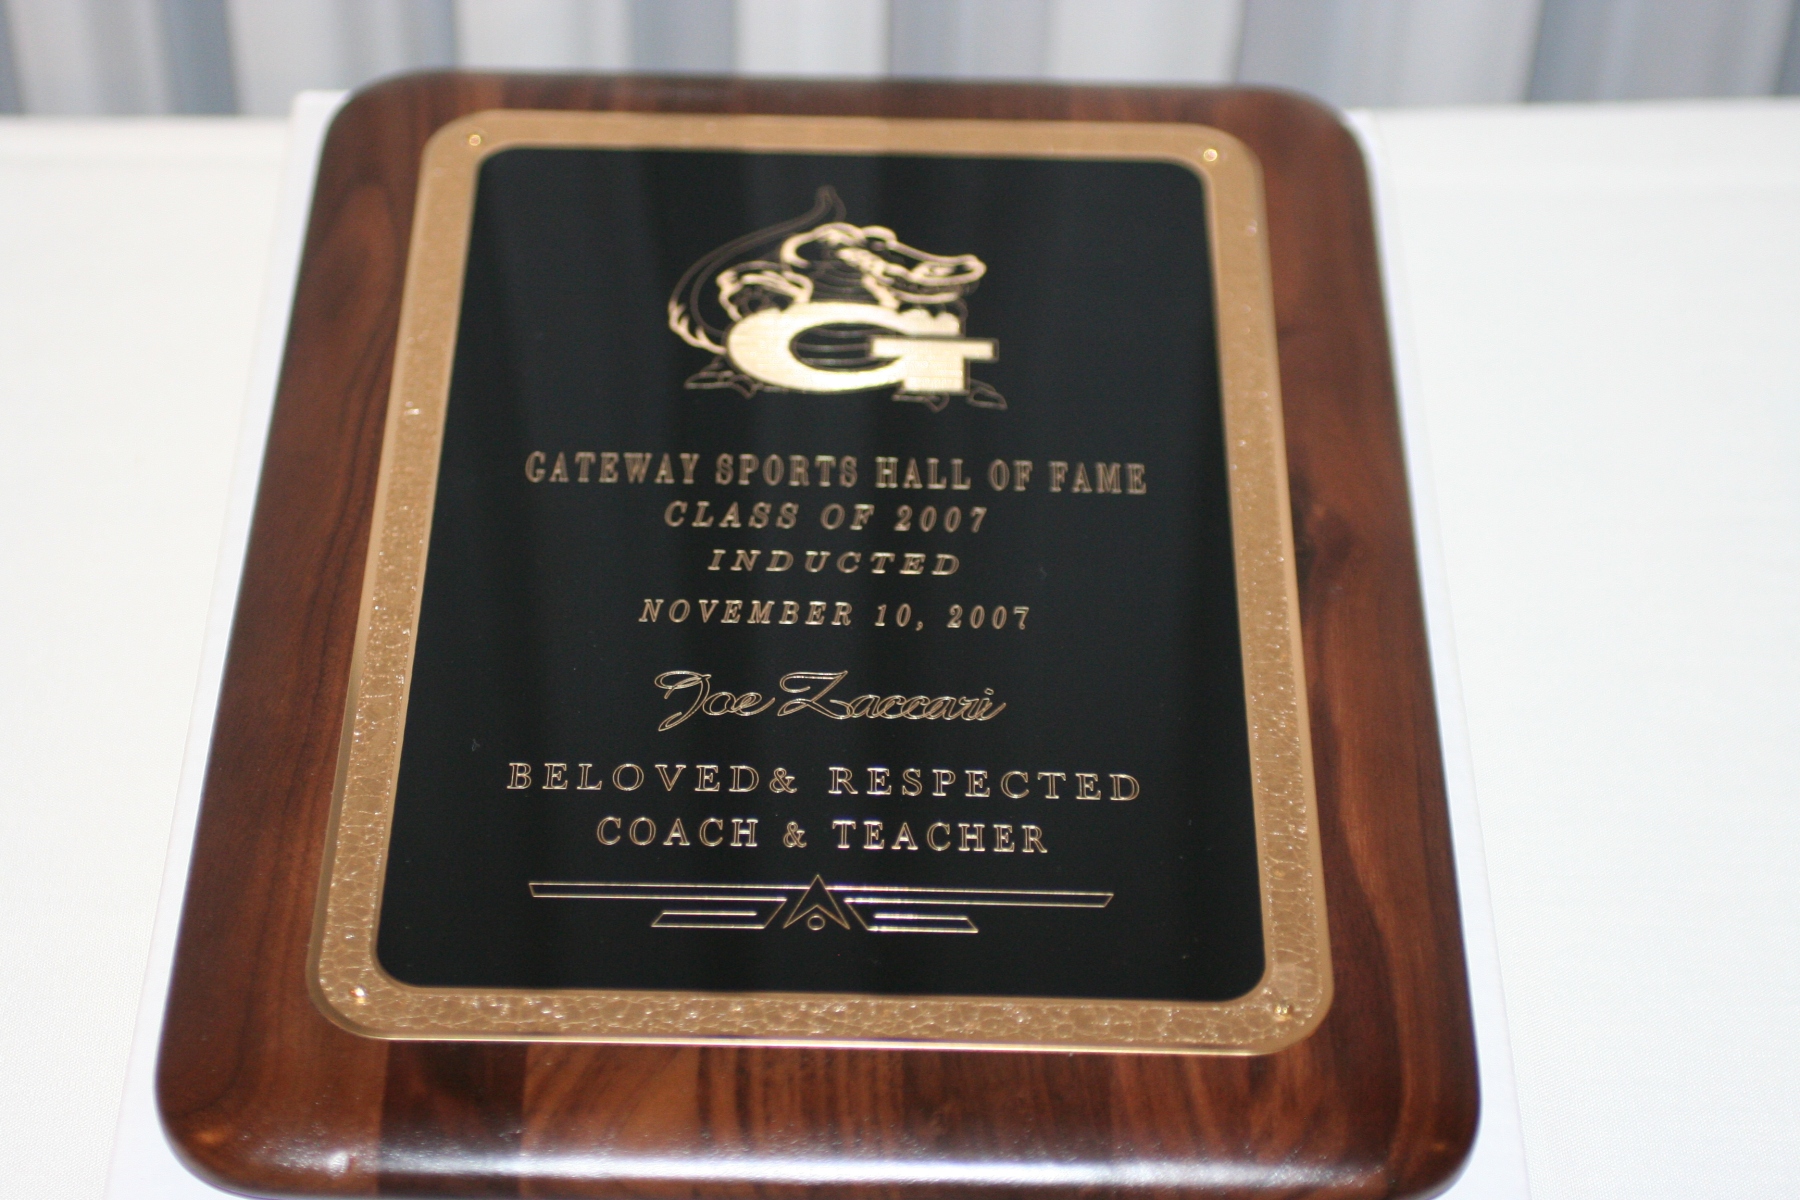 G
GATEWAY SPORTS HALL OF FAME
CLASS OF 2007
INDUCTED
NOVEMBER 10, 2007
Joe Zaccari
BELOVED& RESPECTED
COACH & TEACHER